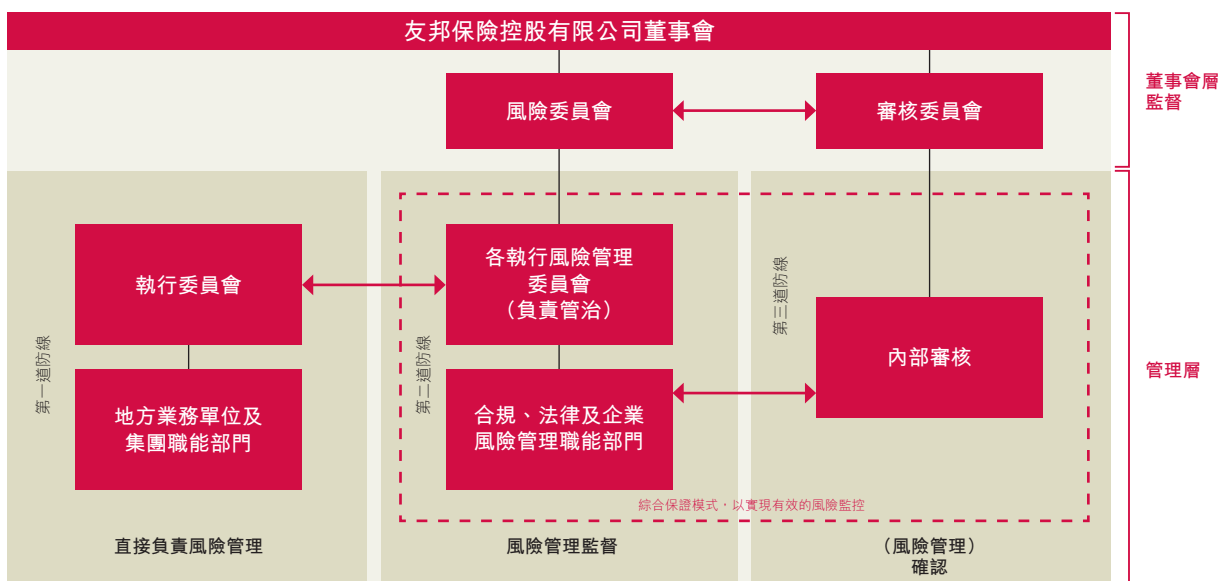 友邦保險控股有限公司董事會
風險委員會
審核委員會
董事會層
監督
第一道防線
執行委員會
地方業務單位及
集團職能部門
直接負責風險管理
第二道防線
各執行風險管理
委員會
（負責管治）
合規、法律及企業
風險管理職能部門
風險管理監督
第三道防線
內部審核
綜合保證模式，以實現有效的風險監控
（風險管理）
確認
管理層